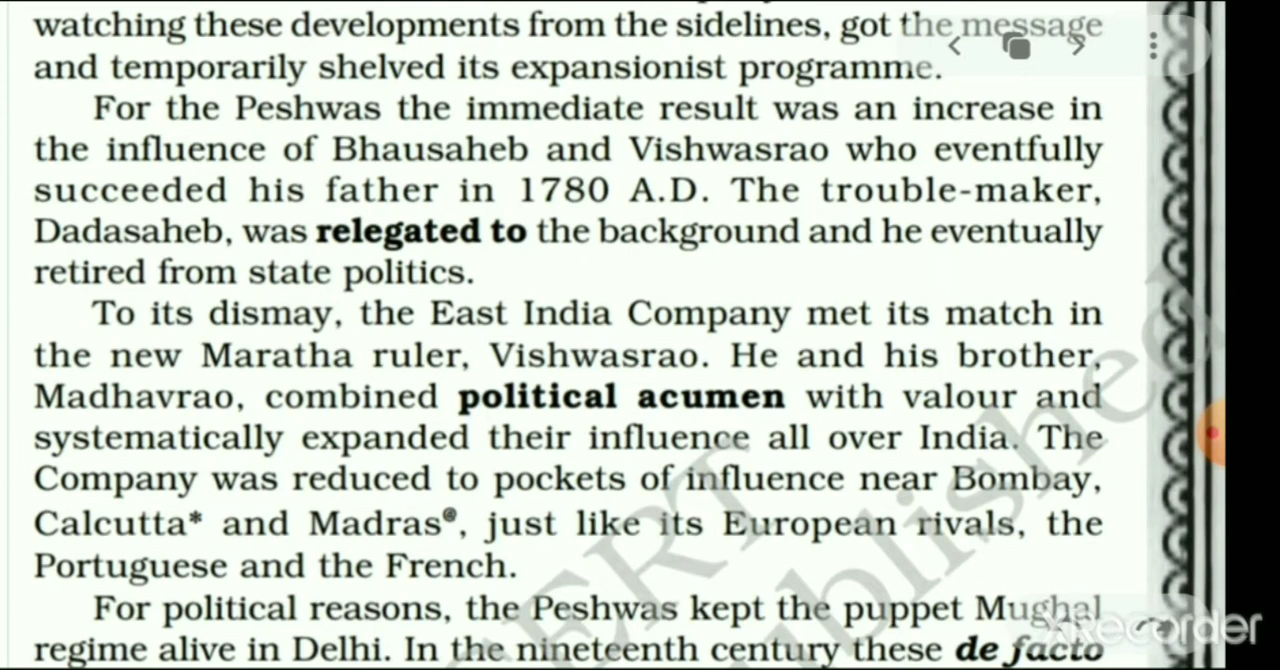 watching these developments from the sidelines, got the message
and temporarily shelved its expansionist programme.
For the Peshwas the immediate result was an increase in
the influence of Bhausaheb and Vishwasrao who eventfully
succeeded his father in 1780 A.D. The trouble-maker,
Dadasaheb, was relegated to the background and he eventually
retired from state politics.
To its dismay, the East India Company met its match in
the new Maratha ruler, Vishwasrao. He and his brother,
Madhavrao, combined political acumen with valour and
systematically expanded their influence all over India. The
Company was reduced to pockets of influence near Bombay,
Calcutta* and Madras@, just like its European rivals, the
Portuguese and the French.
For political reasons, the Peshwas kept the puppet Mughal
regime alive in Delhi. In the nineteenth century these de facto
XRecorder